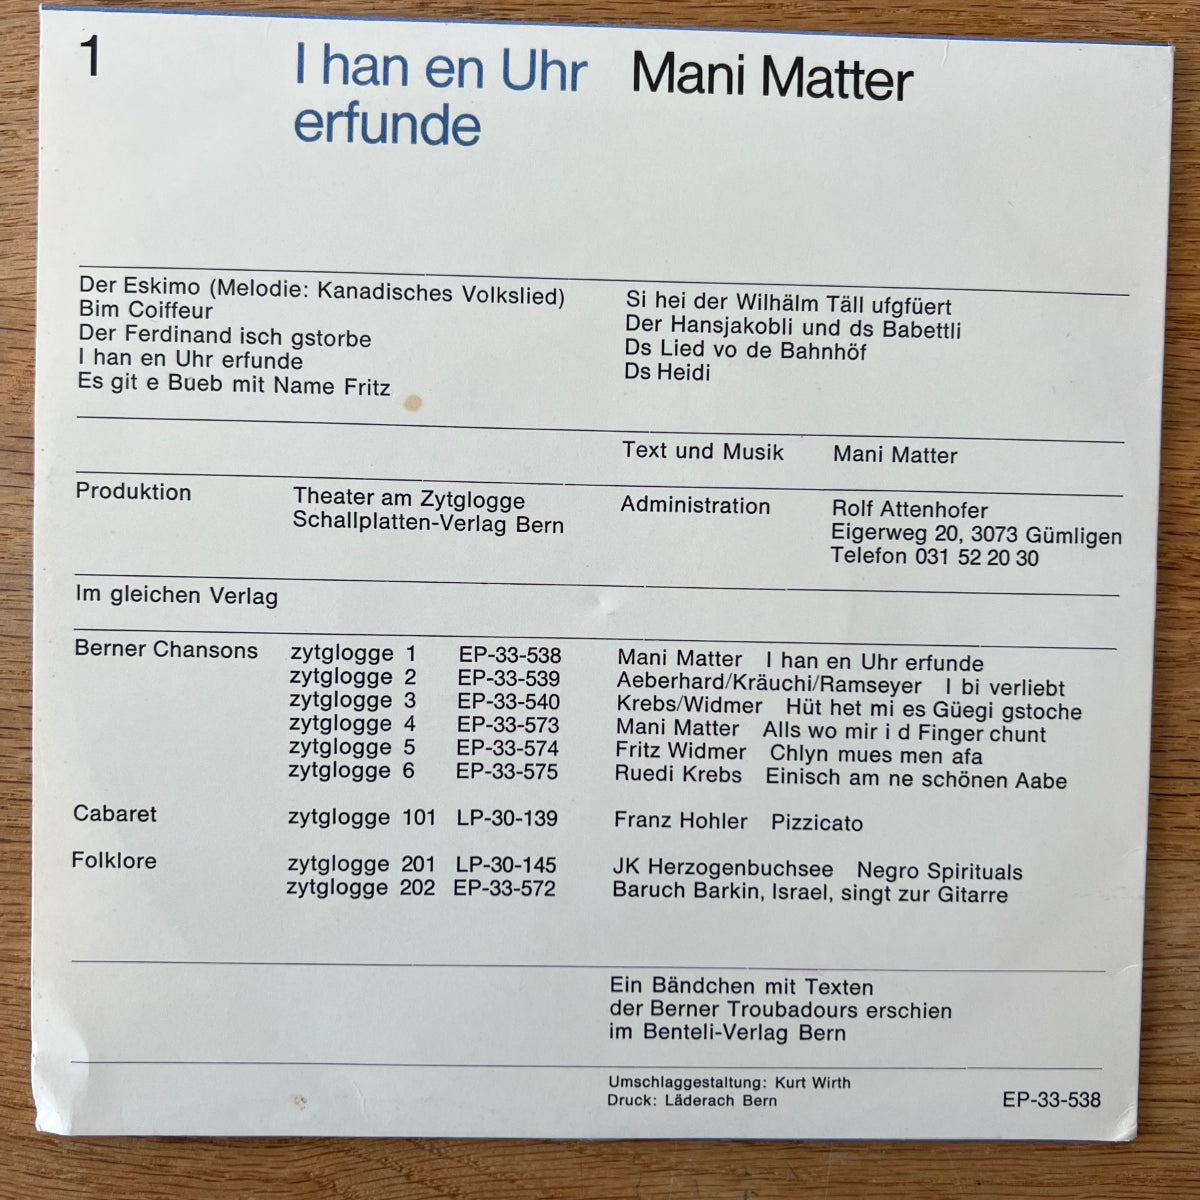 1 I han en Uhr Mani Matter
erfunde
Der Eskimo (Melodie: Kanadisches Volkslied)
Bim Coiffeur
Der Ferdinand isch gstorbe
I han en Uhr erfunde
Es git e Bueb mit Name Fritz
Si hei der Wilhälm Täll ufgfüert
Der Hansjakobli und ds Babettli
Ds Lied vo de Bahnhöf
Ds Heidi
Text und Musik Mani Matter
Produktion Theater am Zytglogge
Schallplatten-Verlag Bern
Administration Rolf Attenhofer
Eigerweg 20, 3073 Gümligen
Telefon 031 52 20 30
Im gleichen Verlag
Berner Chansons zytglogge 1 EP-33-538 Mani Matter I han en Uhr erfunde
zytglogge 2 EP-33-539 Aeberhard/Kräuchi/Ramseyer I bi verliebt
zytglogge 3 EP-33-540 Krebs/Widmer Hüt het mi es Güegi gstoche
zytglogge 4 EP-33-573 Mani Matter Alls wo mir i d Finger chunt
zytglogge 5 EP-33-574 Fritz Widmer Chlyn mues men afa
zytglogge 6 EP-33-575 Ruedi Krebs Einisch am ne schönen Aabe
Cabaret zytglogge 101 LP-30-139 Franz Hohler Pizzicato
Folklore zytglogge 201 LP-30-145 JK Herzogenbuchsee Negro Spirituals
zytglogge 202 EP-33-572 Baruch Barkin, Israel, singt zur Gitarre
Ein Bändchen mit Texten
der Berner Troubadours erschien
im Benteli-Verlag Bern
Umschlaggestaltung: Kurt Wirth
Druck: Läderach Bern EP-33-538